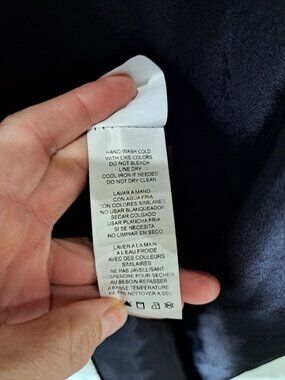 HAND WASH COLD
WITH LIKE COLORS
DO NOT BLEACH
LINE DRY
COOL IRON IF NEEDED
DO NOT DRY CLEAN
LAVAR A MANO
CON AGUA FRIA
CON COLORES SIMILARES
NO USAR BLANQUEADOR
SECAR COLGADO
USAR PLANCHA FRIA
SI SE NECESITA
NO LIMPIAR EN SECO
LAVER A LA MAIN
A L'EAU FROIDE
AVEC DES COULEURS
SIMILAIRES
NE PAS JAVELLISANT
SUSPENDRE POUR SECHER
AU BESOIN REPASSER
TEMPERATURE
NETTOYER A SEC